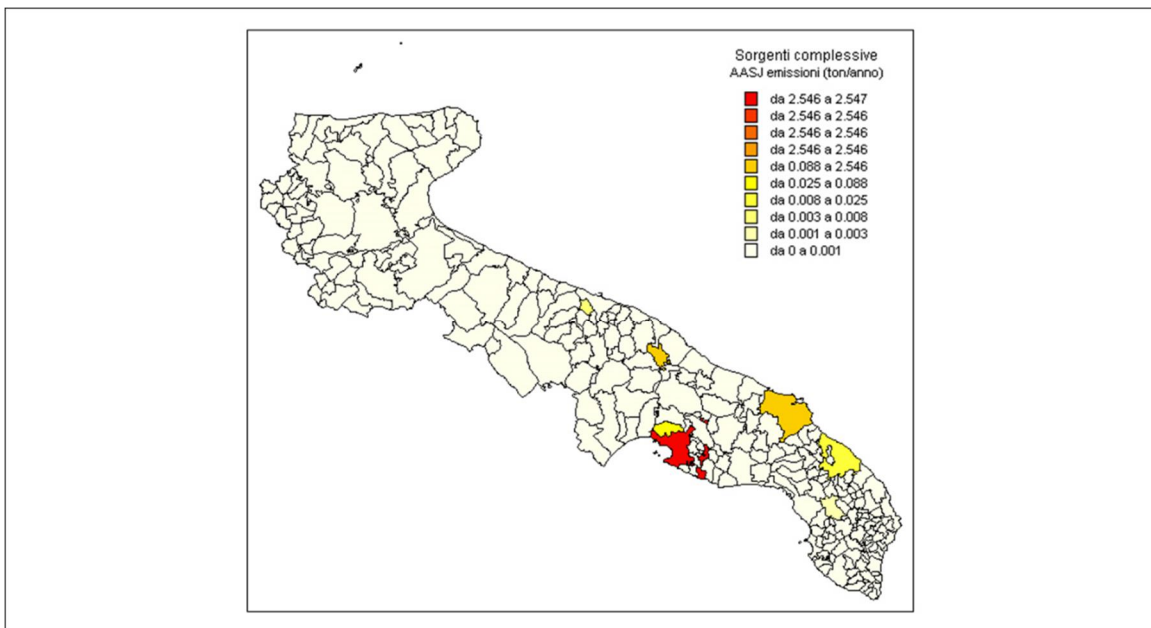 Sorgenti complessive
AASJ emissioni (ton/anno)
da 2.546 a 2.547
da 2.546 a 2.546
da 2.546 a 2.546
da 2.546 a 2.546
da 0.088 a 2.546
da 0.025 a 0.088
da 0.008 a 0.025
da 0.003 a 0.008
da 0.001 a 0.003
da 0 a 0.001